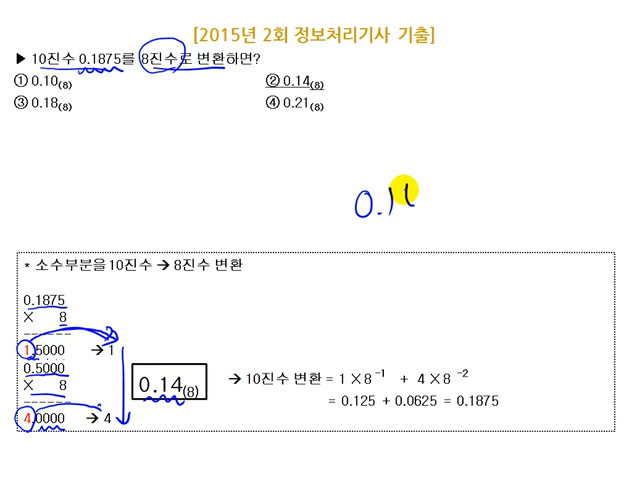 [2015년 2회 정보처리기사 기출]
▶ 10진수 0.1875를 8진수로 변환하면?
① 0.10(8) ② 0.14(8)
③ 0.18(8) ④ 0.21(8)
0.1
* 소수부분을10진수 → 8진수 변환
0.1875
X 8
------
1.5000 → 1
0.5000
X 8
------
4.0000 → 4
0.14(8)
→ 10진수 변환 = 1 X 8 -1 + 4 X 8 -2
= 0.125 + 0.0625 = 0.1875